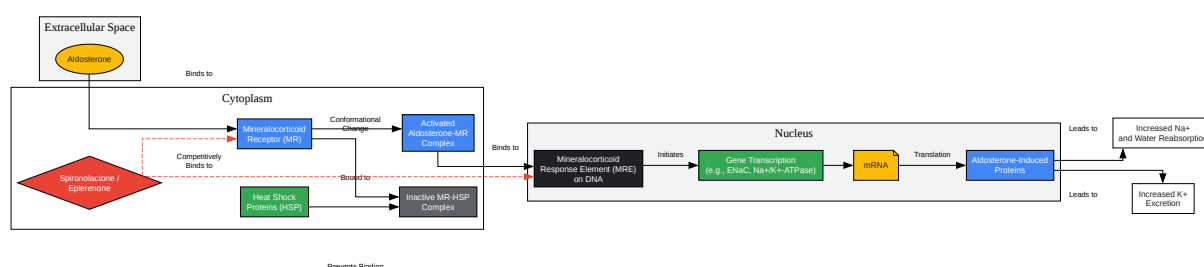 Extracellular Space
Aldosterone
Binds to
Cytoplasm
Mineralocorticoid
Receptor (MR)
Conformational
Change
Activated
Aldosterone-MR
Complex
Competitively
Binds to
Spironolactone /
Eplerenone
Bound to
Heat Shock
Proteins (HSP)
Inactive MR-HSP
Complex
Prevents Binding
Binds to
Nucleus
Mineralocorticoid
Response Element (MRE)
on DNA
Initiates
Gene Transcription
(e.g., ENaC, Na+/K+-ATPase)
mRNA
Translation
Aldosterone-Induced
Proteins
Leads to
Increased Na+
and Water Reabsorption
Leads to
Increased K+
Excretion